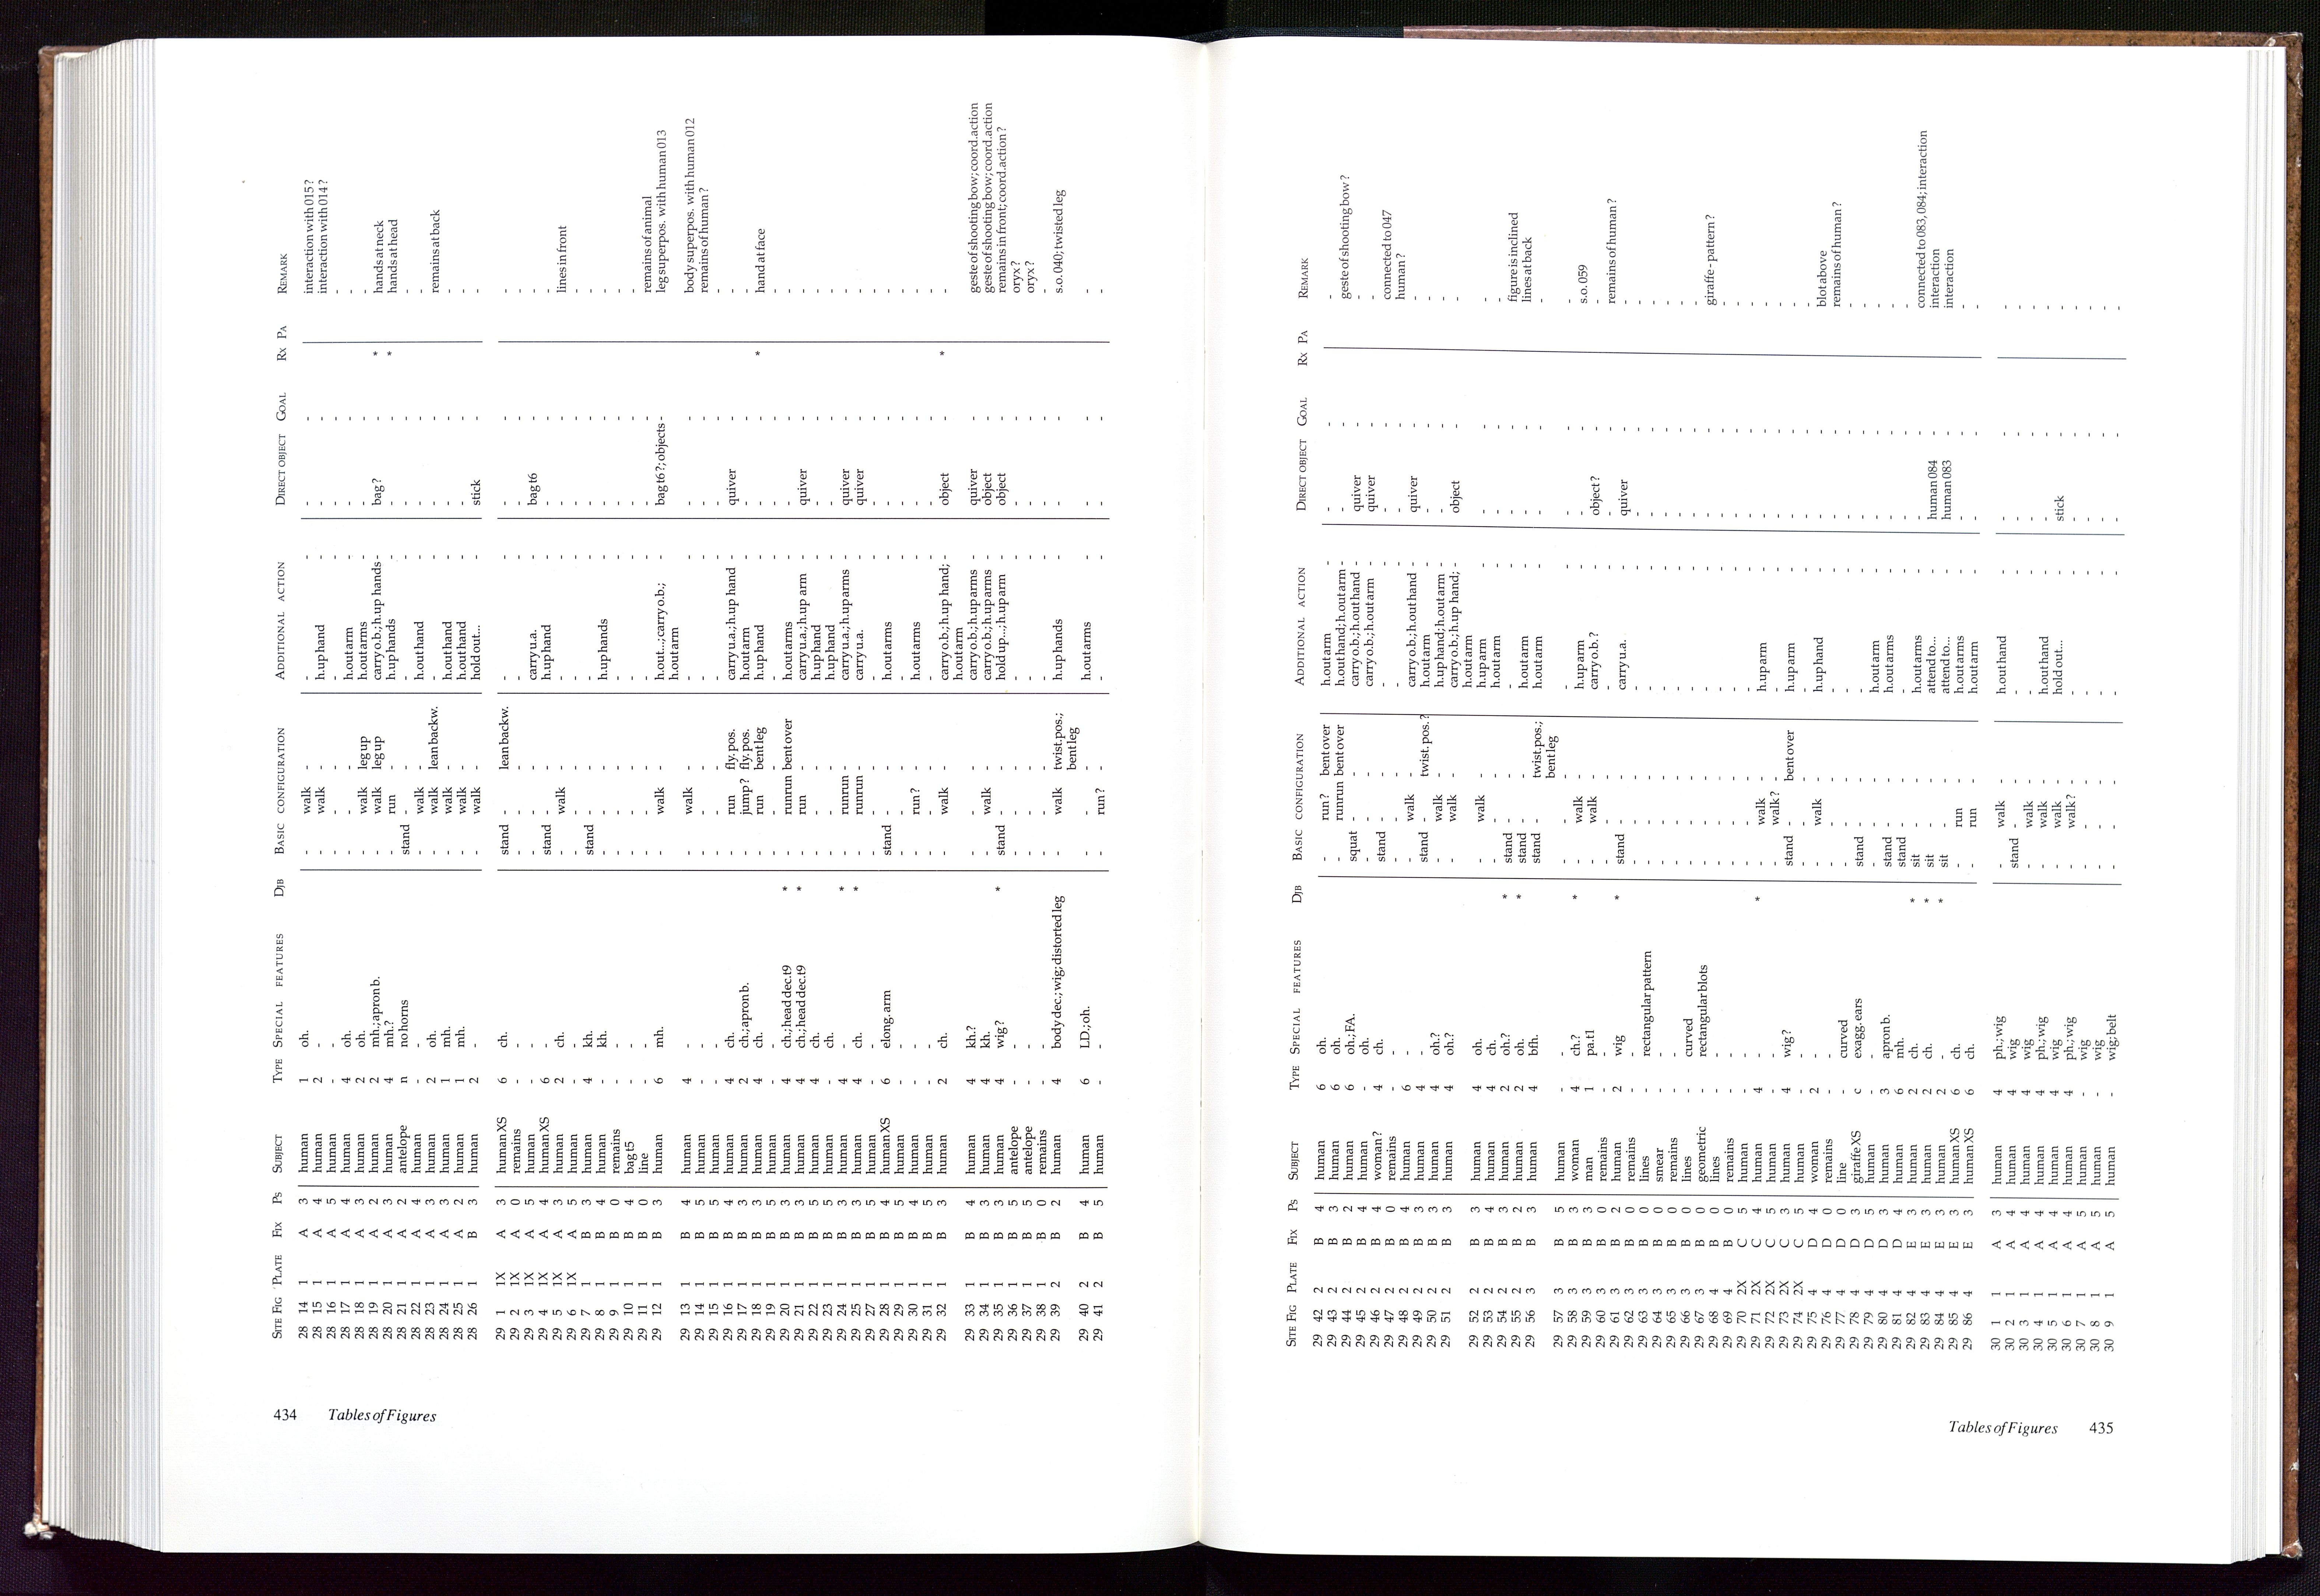 434 Tables of Figures
SITE FIG PLATE FIX PS SUBJECT TYPE SPECIAL FEATURES DJB BASIC CONFIGURATION ADDITIONAL ACTION DIRECT OBJECT GOAL RX PA REMARK
28 14 1 A 3 human 1 oh. - walk - - - - - interaction with 015 ?
28 15 1 A 4 human 2 - - walk - h.up hand - - - interaction with 014 ?
28 16 1 A 5 human - - - - - - - - - -
28 17 1 A 4 human 4 oh. - - - h.out arm - - - -
28 18 1 A 3 human 2 oh. - walk leg up h.out arms - - - -
28 19 1 A 2 human 2 mh.; apron b. - walk leg up carry o.b.; h.up hands - bag ? - * hands at neck
28 20 1 A 3 human 4 mh.? - run - h.up hands - - - * hands at head
28 21 1 A 2 antelope n no horns stand - - - - - - -
28 22 1 A 4 human - - - walk - h.out hand - - - -
28 23 1 A 3 human 2 oh. - walk lean backw. - - - - remains at back
28 24 1 A 3 human 1 mh. - walk - h.out hand - - - -
28 25 1 A 2 human 1 mh. - walk - h.out hand - - - -
28 26 1 B 3 human 2 - - walk - hold out... - stick - -
29 1 1X A 3 human XS 6 ch. stand - lean backw. - - - - -
29 2 1X A 0 remains - - - - - - - - - -
29 3 1X A 5 human - - - - - carry u.a. - bag t6 - -
29 4 1X A 4 human XS 6 - stand - - h.up hand - - - -
29 5 1X A 3 human 2 ch. - walk - - - - - lines in front
29 6 1X A 5 human - - - - - - - - - -
29 7 1 B 3 human 4 kh. stand - - - - - - -
29 8 1 B 4 human - kh. - - - h.up hands - - - -
29 9 1 B 0 remains - - - - - - - - - -
29 10 1 B 4 bag t5 - - - - - - - - - -
29 11 1 B 0 line - - - - - - - - - remains of animal
29 12 1 B 3 human 6 mh. - walk - h.out...; carry o.b.; - bag t6 ?; objects - leg superpos. with human 013
h.out arm
29 13 1 B 4 human 4 - - walk - - - - - body superpos. with human 012
29 14 1 B 5 human - - - - - - - - - remains of human ?
29 15 1 B 5 human - - - - - - - - - -
29 16 1 B 4 human 4 ch. - run fly. pos. carry u.a.; h.up hand - quiver - -
29 17 1 B 3 human 2 ch.; apron b. - jump ? fly. pos. h.out arm - - - -
29 18 1 B 3 human 4 ch. - run bent leg h.up hand - - - * hand at face
29 19 1 B 5 human - - - - - - - - - -
29 20 1 B 3 human 4 ch.; head dec.t9 * - runrun bent over h.out arms - - - -
29 21 1 B 3 human 4 ch.; head dec.t9 * - run - carry u.a.; h.up arm - quiver - -
29 22 1 B 5 human 4 ch. - - - h.up hand - - - -
29 23 1 B 5 human - ch. - - - h.up hand - - - -
29 24 1 B 3 human 4 - * - runrun - carry u.a.; h.up arms - quiver - -
29 25 1 B 3 human 4 ch. * - runrun - carry u.a. - quiver - -
29 27 1 B 5 human - - - - - - - - - -
29 28 1 B 4 human XS 6 elong. arm stand - - h.out arms - - - -
29 29 1 B 5 human - - - - - - - - - -
29 30 1 B 4 human - - - run ? - h.out arms - - - -
29 31 1 B 5 human - - - - - - - - - -
29 32 1 B 3 human 2 ch. - walk - carry o.b.; h.up hand; - object - * -
h.out arm
29 33 1 B 4 human 4 kh.? - - - carry o.b.; h.up arms - quiver - geste of shooting bow; coord. action
29 34 1 B 3 human 4 kh. - walk - carry o.b.; h.up arms - object - geste of shooting bow; coord. action
29 35 1 B 3 human 4 wig ? * stand - - hold up...; h.up arm - object - remains in front; coord. action ?
29 36 1 B 5 antelope - - - - - - - - - oryx ?
29 37 1 B 5 antelope - - - - - - - - - oryx ?
29 38 1 B 0 remains - - - - - - - - - -
29 39 2 B 2 human 4 body dec.; wig; distorted leg - walk twist. pos.; h.up hands - - - s.o. 040; twisted leg
bent leg
29 40 2 B 4 human 6 LD.; oh. - - - h.out arms - - - -
29 41 2 B 5 human - - - run ? - - - - - -
SITE FIG PLATE FIX PS SUBJECT TYPE SPECIAL FEATURES DJB BASIC CONFIGURATION ADDITIONAL ACTION DIRECT OBJECT GOAL RX PA REMARK
29 42 2 B 4 human 6 oh. - run ? bent over h.out arm - - - -
29 43 2 B 3 human 6 oh. - runrun bent over h.out hand; h.out arm - - - geste of shooting bow ?
29 44 2 B 2 human 6 oh.; FA. squat - - carry o.b.; h.out hand - quiver - -
29 45 2 B 4 human - oh. - - - carry o.b.; h.out arm - quiver - -
29 46 2 B 4 woman ? 4 ch. stand - - - - - - connected to 047
29 47 2 B 0 remains - - - - - - - - - human ?
29 48 2 B 4 human 6 - - walk - carry o.b.; h.out hand - quiver - -
29 49 2 B 3 human 4 - stand - twist. pos. ? h.out arm - - - -
29 50 2 B 3 human 4 oh.? - walk - h.up hand; h.out arm - - - -
29 51 2 B 3 human 4 oh.? - walk - carry o.b.; h.up hand; - object - -
h.out arm
29 52 2 B 3 human 4 oh. - walk - h.up arm - - - -
29 53 2 B 4 human 4 ch. - - - h.out arm - - - -
29 54 2 B 3 human 2 oh.? * stand - - - - - - figure is inclined
29 55 2 B 2 human 2 oh. * stand - - h.out arm - - - lines at back
29 56 3 B 3 human 4 bfh. stand - twist. pos.; h.out arm - - - -
bent leg
29 57 3 B 5 human - - - - - - - - - -
29 58 3 B 3 woman 4 ch.? * - walk - h.up arm - - - s.o. 059
29 59 3 B 3 man 1 pa.t1 - walk - carry o.b.? - object ? - -
29 60 3 B 0 remains - - - - - - - - - remains of human ?
29 61 3 B 2 human 2 wig * stand - - carry u.a. - quiver - -
29 62 3 B 0 remains - - - - - - - - - -
29 63 3 B 0 lines - rectangular pattern - - - - - - - -
29 64 3 B 0 smear - - - - - - - - - -
29 65 3 B 0 remains - - - - - - - - - -
29 66 3 B 0 lines - curved - - - - - - - -
29 67 3 B 0 geometric - rectangular blots - - - - - - - giraffe - pattern ?
29 68 4 B 0 lines - - - - - - - - - -
29 69 4 B 0 remains - - - - - - - - - -
29 70 2X C 5 human - - - - - - - - - -
29 71 2X C 4 human 4 - * - walk - h.up arm - - - -
29 72 2X C 5 human - - - walk ? - - - - - -
29 73 2X C 3 human 4 wig ? stand - bent over h.up arm - - - -
29 74 2X C 5 human - - - - - - - - - -
29 75 4 D 4 woman 2 - - walk - h.up hand - - - blot above
29 76 4 D 0 remains - - - - - - - - - remains of human ?
29 77 4 D 0 line - curved - - - - - - - -
29 78 4 D 3 giraffe XS c exagg. ears stand - - - - - - -
29 79 4 D 5 human - - - - - h.out arm - - - -
29 80 4 D 3 human 3 apron b. stand - - h.out arms - - - -
29 81 4 D 4 human 6 mh. stand - - - - - - -
29 82 4 E 3 human 2 ch. * sit - - h.out arms - - - connected to 083, 084; interaction
29 83 4 E 3 human 2 ch. * sit - - attend to... - human 084 - interaction
29 84 4 E 3 human 2 - * sit - - attend to... - human 083 - interaction
29 85 4 E 3 human XS 6 ch. - run - h.out arms - - - -
29 86 4 E 3 human XS 6 ch. - run - h.out arm - - - -
30 1 1 A 3 human 4 ph.; wig - walk - h.out hand - - - -
30 2 1 A 4 human 4 wig stand - - - - - - -
30 3 1 A 4 human 4 wig - walk - - - - - -
30 4 1 A 4 human 4 ph.; wig - walk - h.out hand - - - -
30 5 1 A 4 human 4 wig - walk - hold out... - stick - -
30 6 1 A 4 human 4 ph.; wig - walk ? - - - - - -
30 7 1 A 5 human - wig - - - - - - - -
30 8 1 A 5 human - wig - - - - - - - -
30 9 1 A 5 human - wig; belt - - - - - - - -
Tables of Figures 435